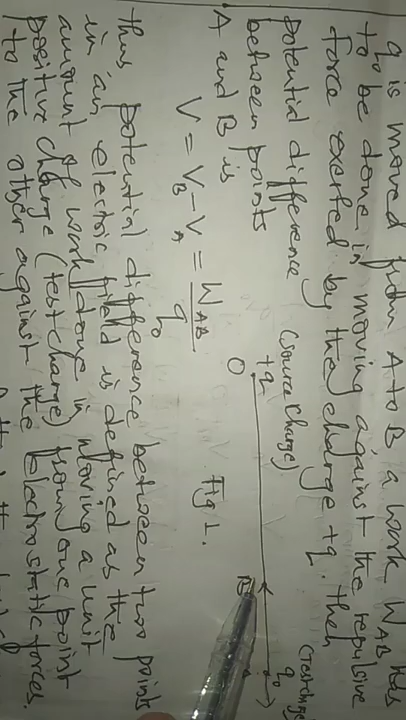 q is moved from A to B a work W_AB has
to be done in moving against the repulsive
force exerted by the charge +q. then
potential difference
between points
A and B is
V = V_B - V_A = W_AB / q_0
(source charge)
+q
O
B
q_0
(test charge
Fig 1.
thus potential difference between two points
in an electric field is defined as the
amount of work done in moving a unit
positive charge (test charge) from one point
to the other against the electrostatic forces.